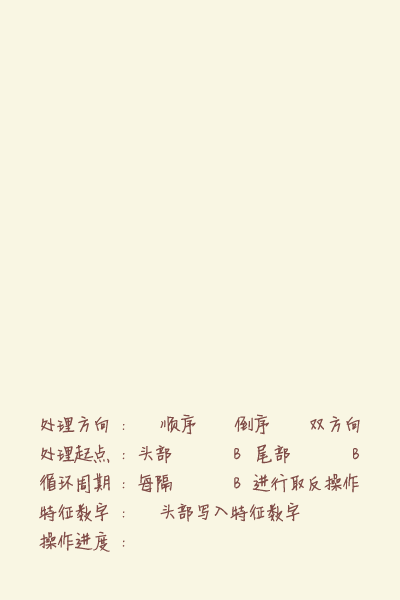 处理方向： 顺序 倒序 双方向
处理起点：头部 B 尾部 B
循环周期：每隔 B 进行取反操作
特征数字： 头部写入特征数字
操作进度：